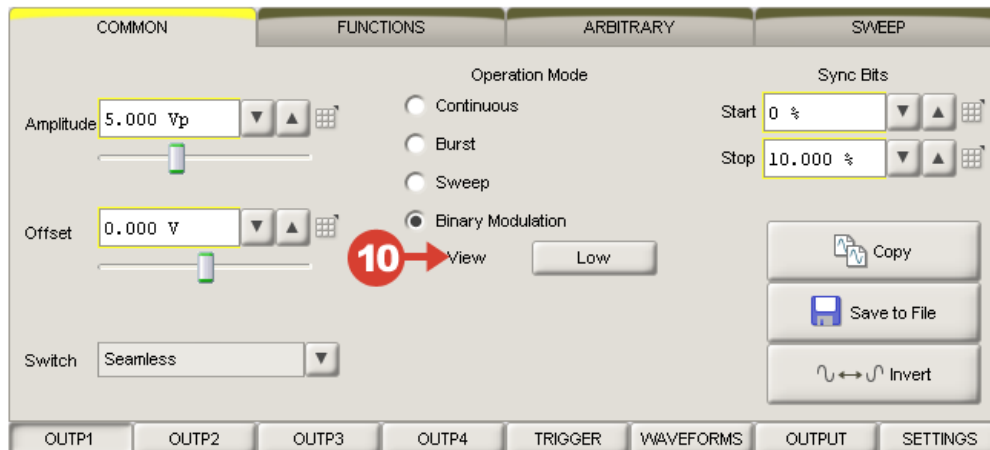 COMMON FUNCTIONS ARBITRARY SWEEP
Operation Mode Sync Bits
Amplitude 5.000 Vp Continuous Start 0 %
Burst Stop 10.000 %
Sweep
Offset 0.000 V Binary Modulation
10 View Low Copy
Save to File
Switch Seamless Invert
OUTP1 OUTP2 OUTP3 OUTP4 TRIGGER WAVEFORMS OUTPUT SETTINGS